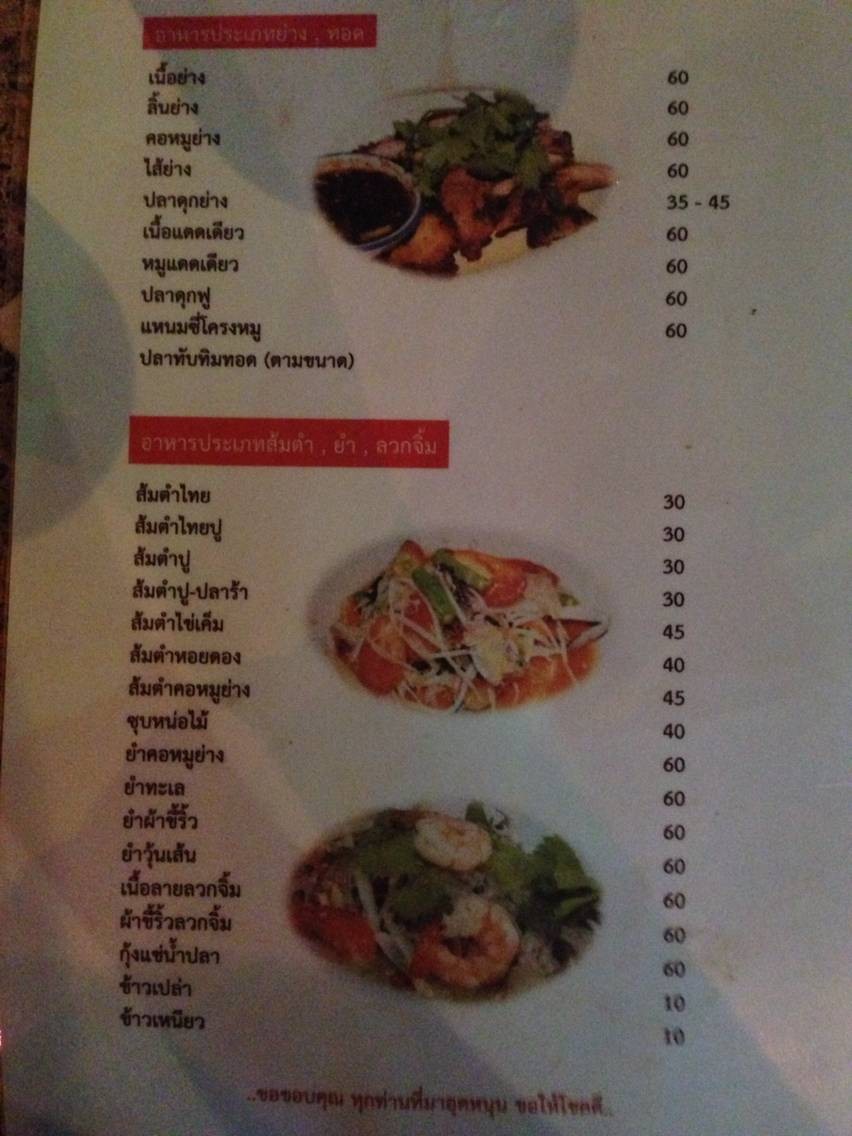 อาหารประเภทย่าง , ทอด
เนื้อย่าง 60
ลิ้นย่าง 60
คอหมูย่าง 60
ไส้ย่าง 60
ปลาดุกย่าง 35 - 45
เนื้อแดดเดียว 60
หมูแดดเดียว 60
ปลาดุกฟู 60
แหนมซี่โครงหมู 60
ปลาทับทิมทอด (ตามขนาด)
อาหารประเภทส้มตำ , ยำ , ลวกจิ้ม
ส้มตำไทย 30
ส้มตำไทยปู 30
ส้มตำปู 30
ส้มตำปู-ปลาร้า 30
ส้มตำไข่เค็ม 45
ส้มตำหอยดอง 40
ส้มตำคอหมูย่าง 45
ซุบหน่อไม้ 40
ยำคอหมูย่าง 60
ยำทะเล 60
ยำผ้าขี้ริ้ว 60
ยำวุ้นเส้น 60
เนื้อลายลวกจิ้ม 60
ผ้าขี้ริ้วลวกจิ้ม 60
กุ้งแช่น้ำปลา 60
ข้าวเปล่า 10
ข้าวเหนียว 10
..ขอขอบคุณ ทุกท่านที่มาอุดหนุน ขอให้โชคดี..